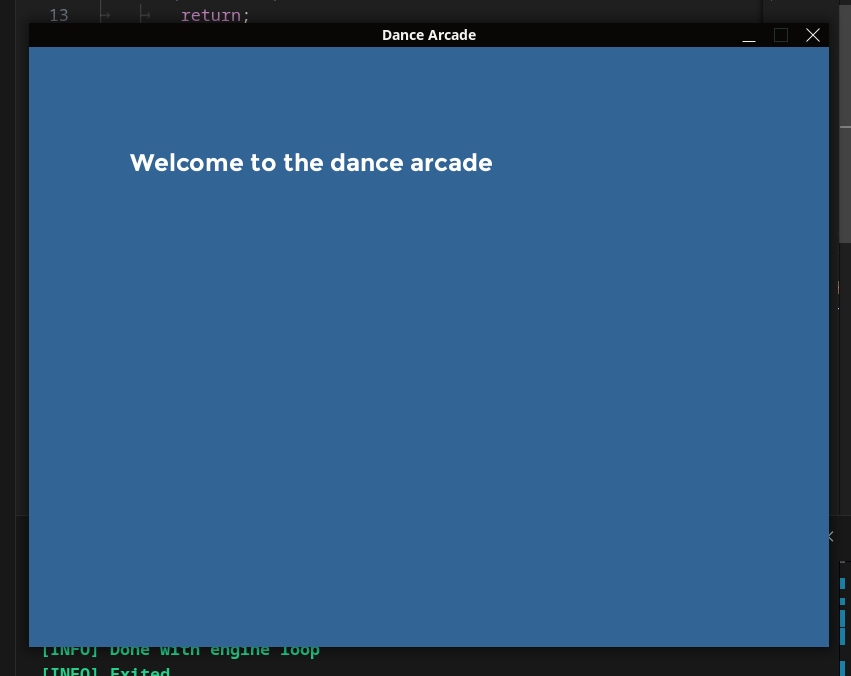 13 return;
Dance Arcade
Welcome to the dance arcade
[INFO] Done with engine loop
[INFO] Exited